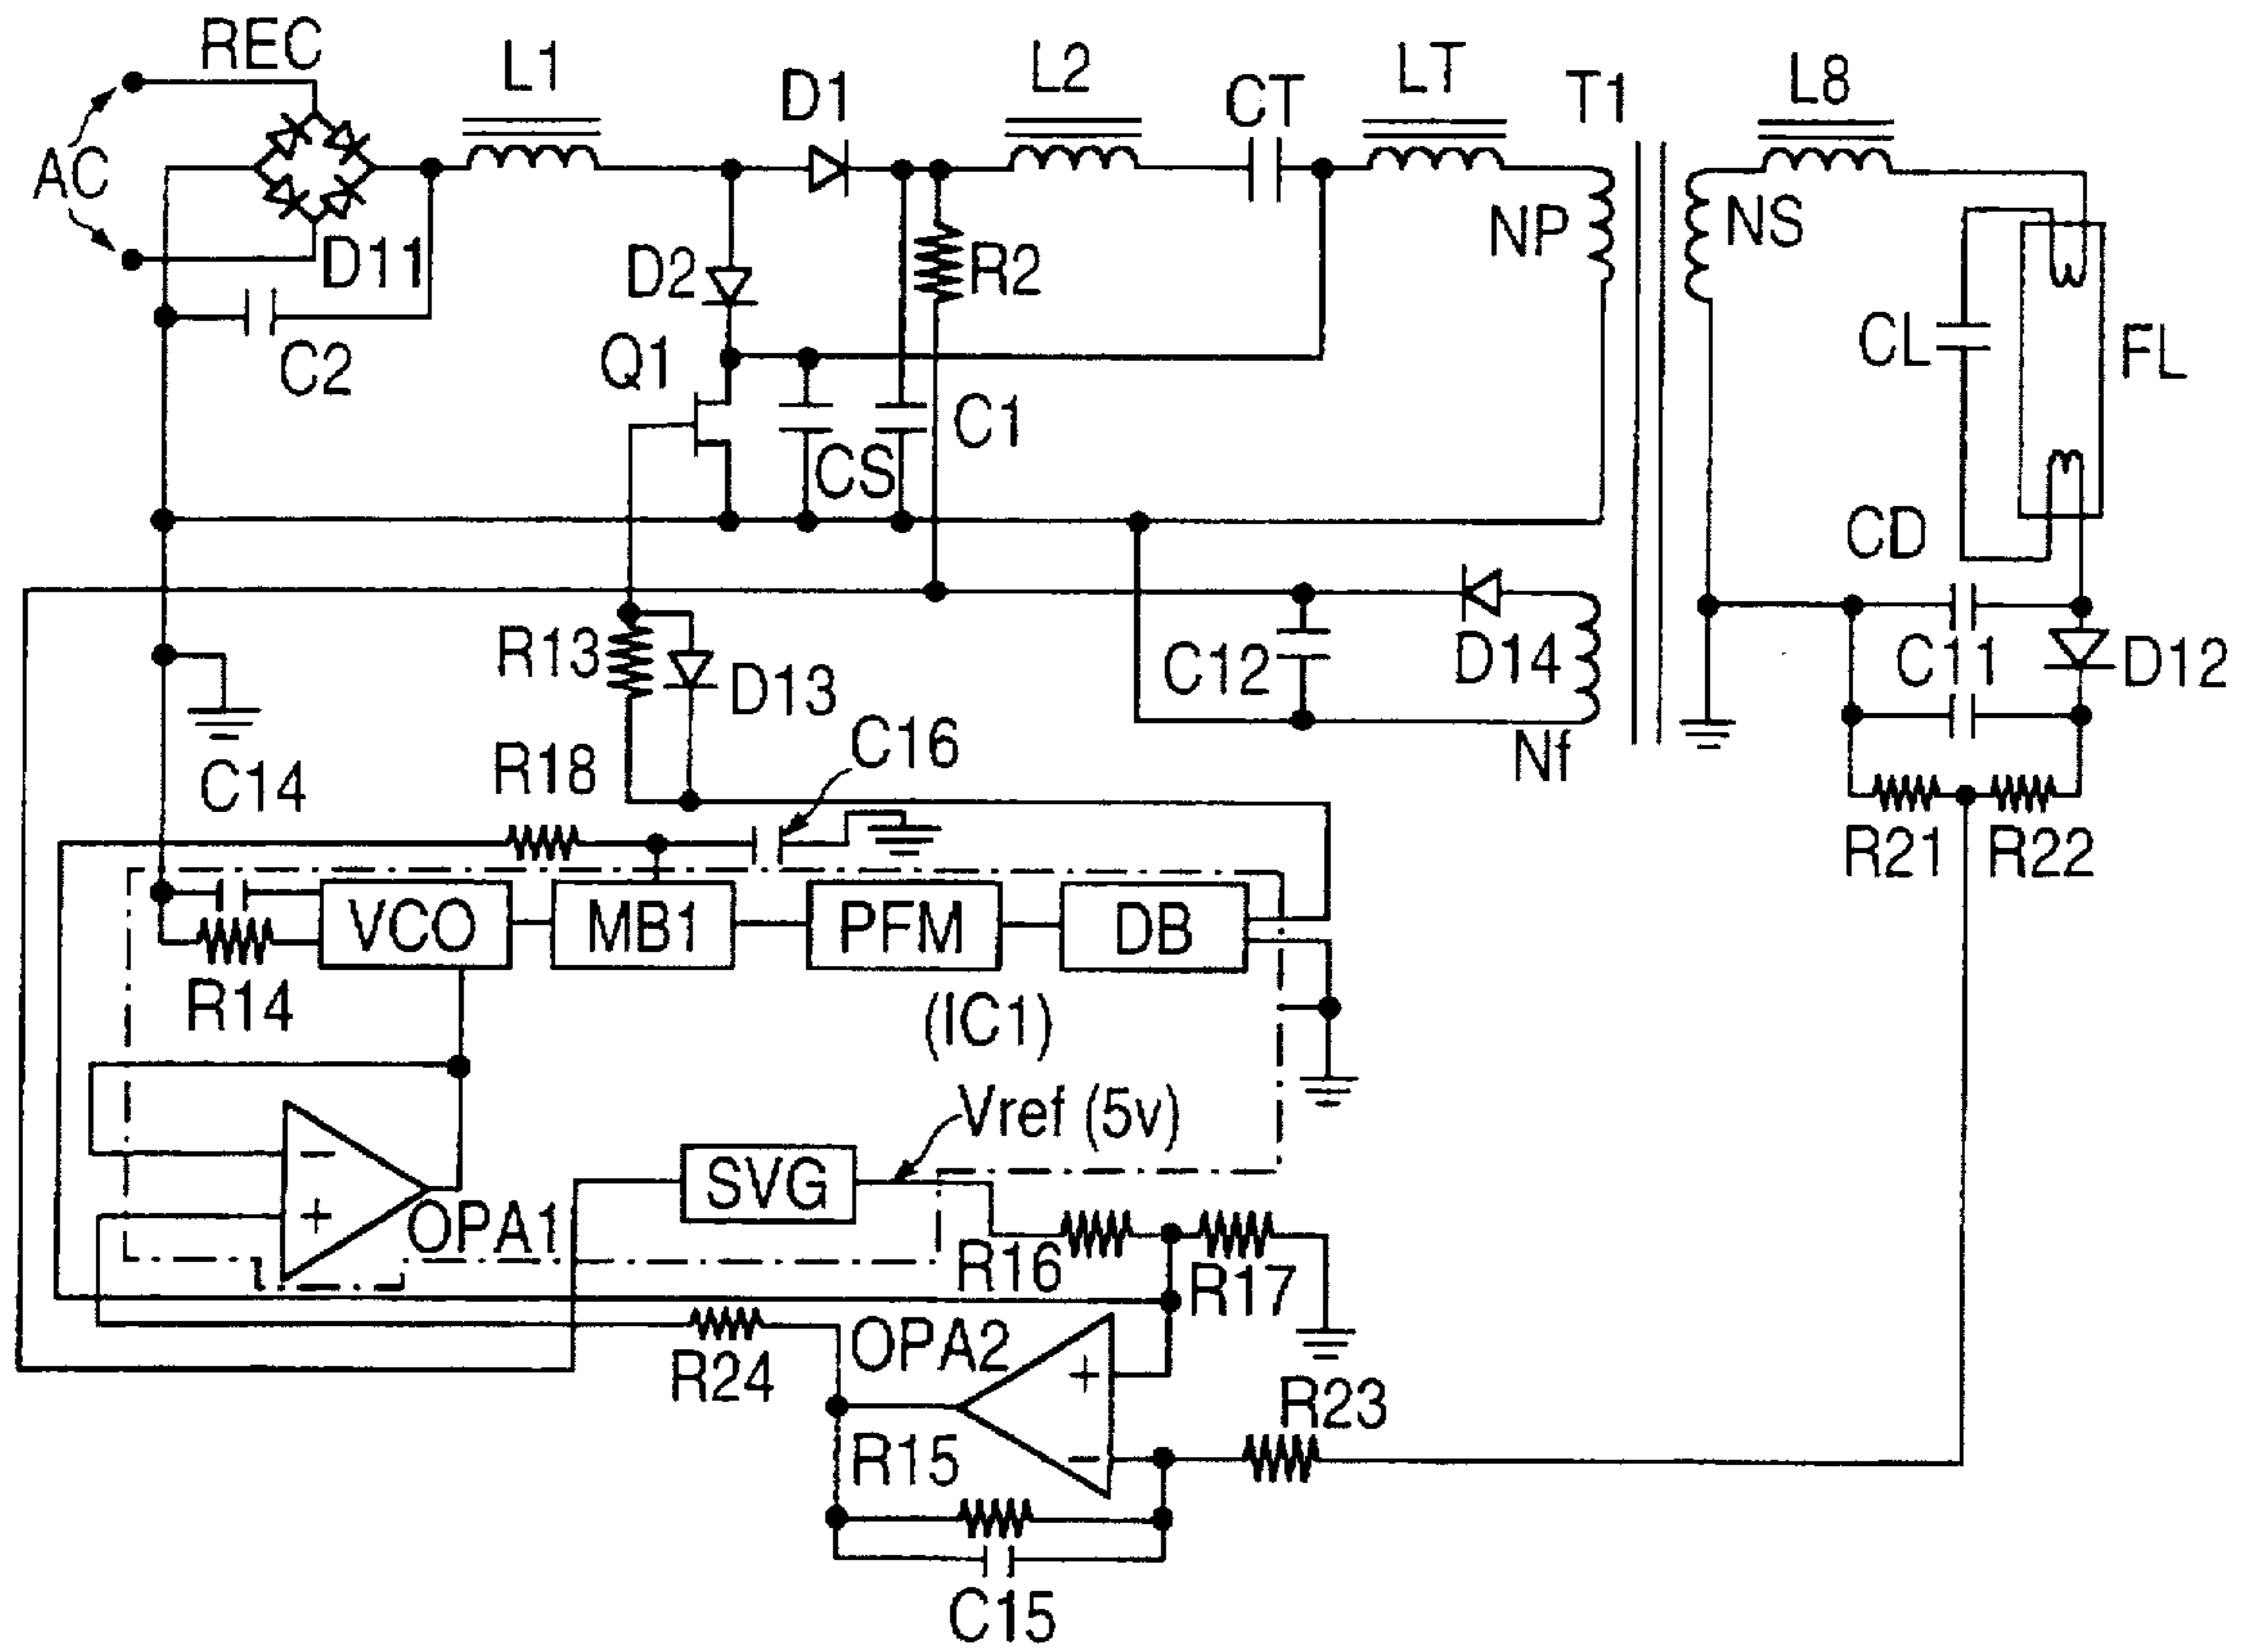 REC
L1
D1
L2
CT
LT
T1
L8
AC
D11
D2
R2
NP
NS
C2
Q1
CL
FL
CS
C1
CD
R13
D13
C12
D14
C11
D12
Nf
C14
R18
C16
R21
R22
VCO
MB1
PFM
DB
R14
(IC1)
Vref (5v)
−
+
OPA1
SVG
R16
R17
R24
OPA2
+
−
R23
R15
C15